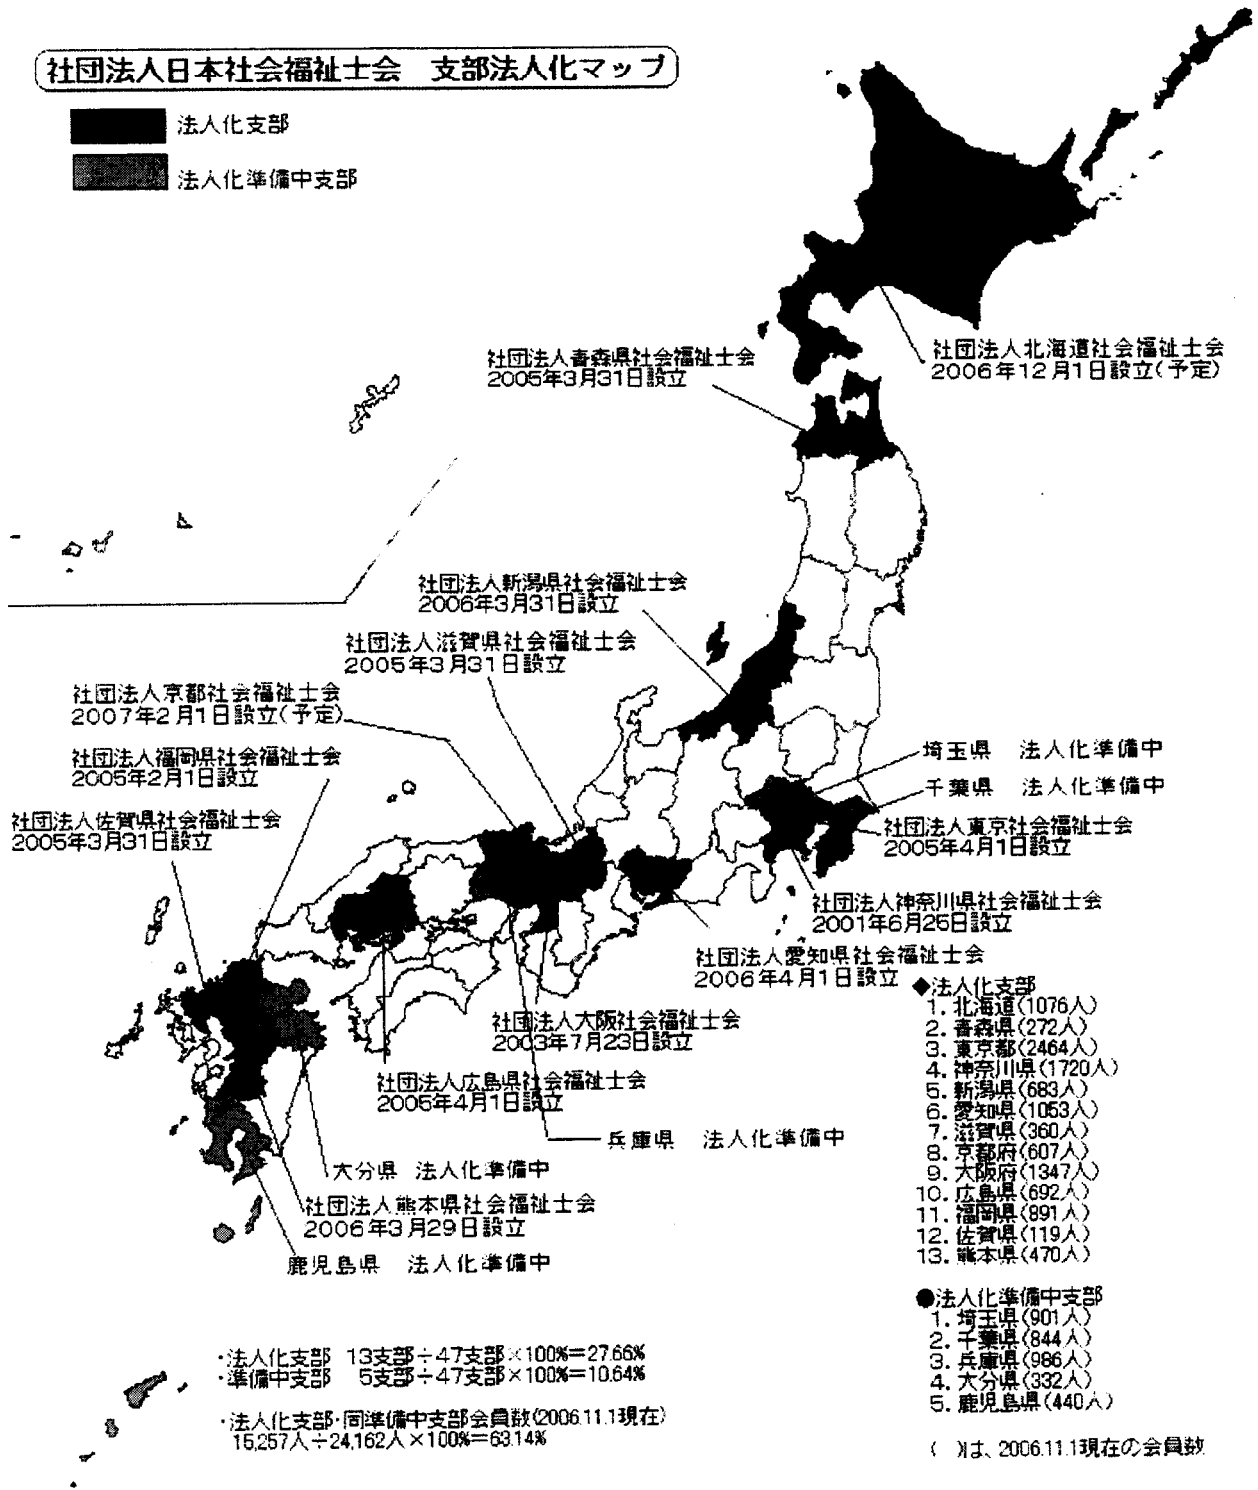 社団法人日本社会福祉士会　支部法人化マップ
法人化支部
法人化準備中支部
社団法人北海道社会福祉士会
2006年12月1日設立(予定)
社団法人青森県社会福祉士会
2005年3月31日設立
社団法人新潟県社会福祉士会
2006年3月31日設立
社団法人滋賀県社会福祉士会
2005年3月31日設立
社団法人京都社会福祉士会
2007年2月1日設立(予定)
社団法人福岡県社会福祉士会
2005年2月1日設立
社団法人佐賀県社会福祉士会
2005年3月31日設立
埼玉県　法人化準備中
千葉県　法人化準備中
社団法人東京社会福祉士会
2005年4月1日設立
社団法人神奈川県社会福祉士会
2001年6月25日設立
社団法人愛知県社会福祉士会
2006年4月1日設立
社団法人大阪社会福祉士会
2003年7月23日設立
社団法人広島県社会福祉士会
2005年4月1日設立
兵庫県　法人化準備中
大分県　法人化準備中
社団法人熊本県社会福祉士会
2006年3月29日設立
鹿児島県　法人化準備中
◆法人化支部
1. 北海道(1076人)
2. 青森県(272人)
3. 東京都(2464人)
4. 神奈川県(1720人)
5. 新潟県(683人)
6. 愛知県(1053人)
7. 滋賀県(360人)
8. 京都府(607人)
9. 大阪府(1347人)
10. 広島県(692人)
11. 福岡県(891人)
12. 佐賀県(119人)
13. 熊本県(470人)
●法人化準備中支部
1. 埼玉県(901人)
2. 千葉県(844人)
3. 兵庫県(986人)
4. 大分県(332人)
5. 鹿児島県(440人)
(　)は、2006.11.1現在の会員数
・法人化支部　13支部÷47支部×100%=27.66%
・準備中支部　5支部÷47支部×100%=10.64%
・法人化支部・同準備中支部会員数(2006.11.1現在)
15,257人÷24,162人×100%=63.14%